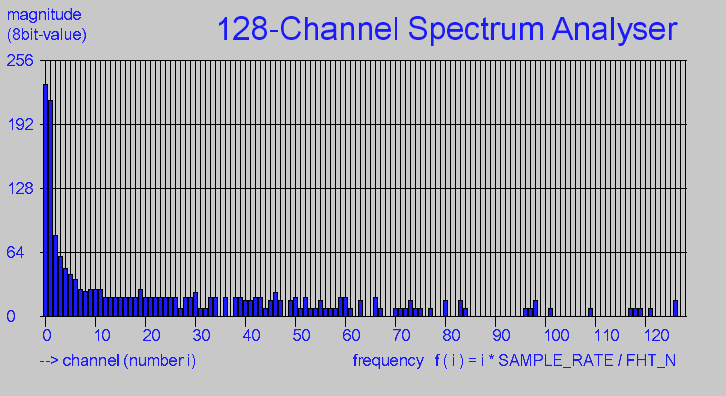 magnitude
(8bit-value)
128-Channel Spectrum Analyser
256
192
128
64
0
0 10 20 30 40 50 60 70 80 90 100 110 120
--> channel (number i) frequency f ( i ) = i * SAMPLE_RATE / FHT_N